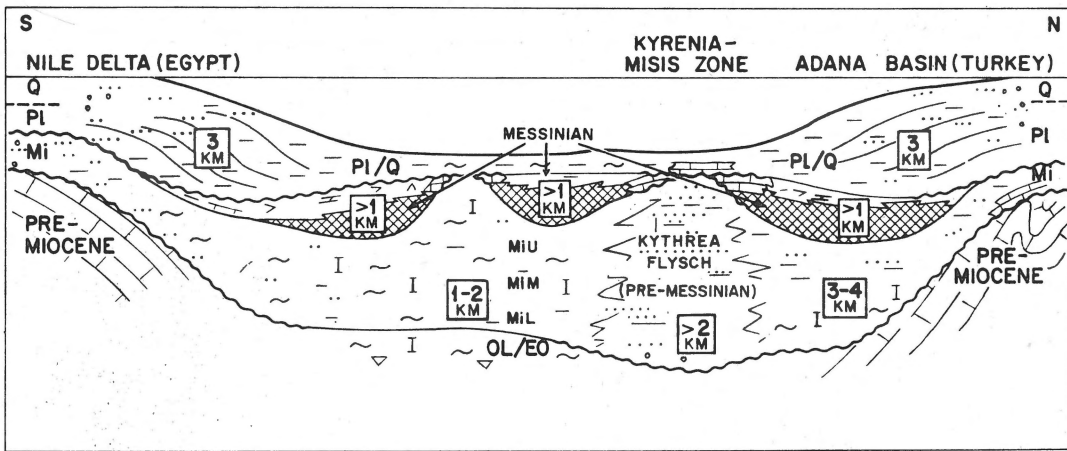 S
N
NILE DELTA (EGYPT)
KYRENIA-
MISIS ZONE
ADANA BASIN (TURKEY)
Q
Q
Pl
Pl
Mi
Mi
3
KM
MESSINIAN
3
KM
Pl/Q
Pl/Q
>1
KM
>1
KM
>1
KM
PRE-
MIOCENE
PRE-
MIOCENE
I
MiU
KYTHREA
FLYSCH
I
I
1-2
KM
MiM
I
(PRE-MESSINIAN)
3-4
KM
I
I
I
MiL
>2
KM
I
I
OL/EO